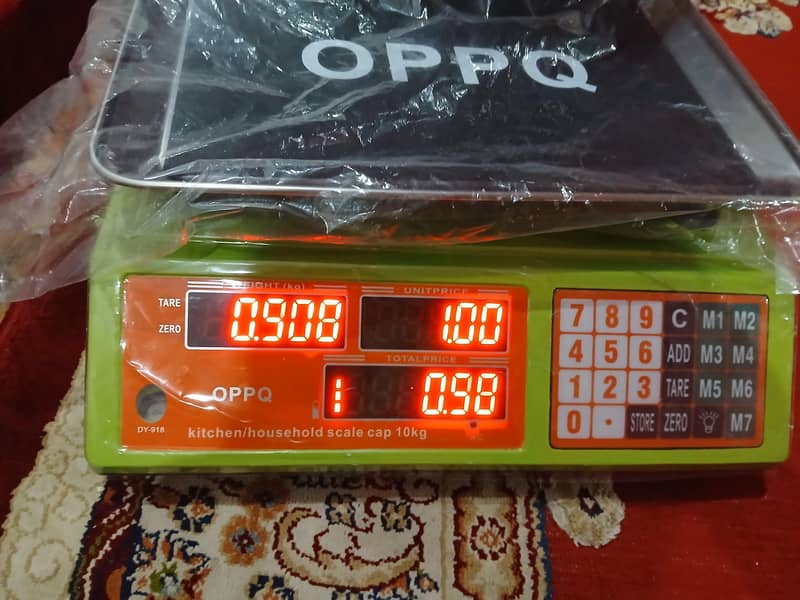 OPPQ
WEIGHT (kg)
UNITPRICE
TARE
ZERO
0.908
1.00
TOTALPRICE
1 0.98
OPPQ
DY-918
kitchen/household scale cap 10kg
7 8 9 C M1 M2
4 5 6 ADD M3 M4
1 2 3 TARE M5 M6
0 . STORE ZERO M7